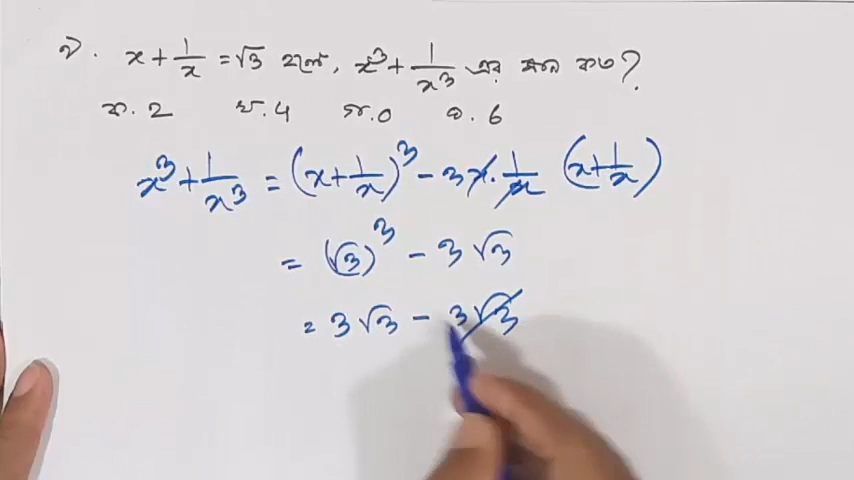 ২. x + 1/x = √3 হলে, x³ + 1/x³ এর মান কত?
ক. 2 খ. 4 গ. 0 ঘ. 6
x³ + 1/x³ = (x + 1/x)³ - 3x · 1/x (x + 1/x)
= (√3)³ - 3√3
= 3√3 - 3√3